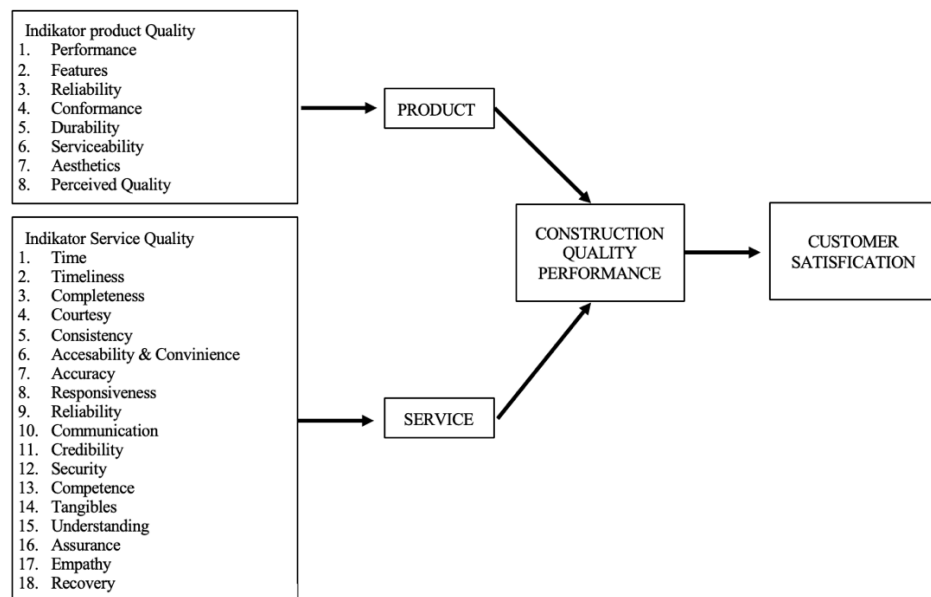 Indikator product Quality
1. Performance
2. Features
3. Reliability
4. Conformance
5. Durability
6. Serviceability
7. Aesthetics
8. Perceived Quality
PRODUCT
Indikator Service Quality
1. Time
2. Timeliness
3. Completeness
4. Courtesy
5. Consistency
6. Accesability & Convinience
7. Accuracy
8. Responsiveness
9. Reliability
10. Communication
11. Credibility
12. Security
13. Competence
14. Tangibles
15. Understanding
16. Assurance
17. Empathy
18. Recovery
SERVICE
CONSTRUCTION
QUALITY
PERFORMANCE
CUSTOMER
SATISFICATION